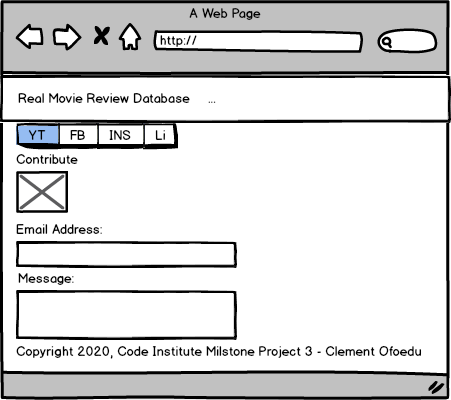 A Web Page
http://
Real Movie Review Database ...
YT FB INS Li
Contribute
Email Address:
Message:
Copyright 2020, Code Institute Milstone Project 3 - Clement Ofoedu